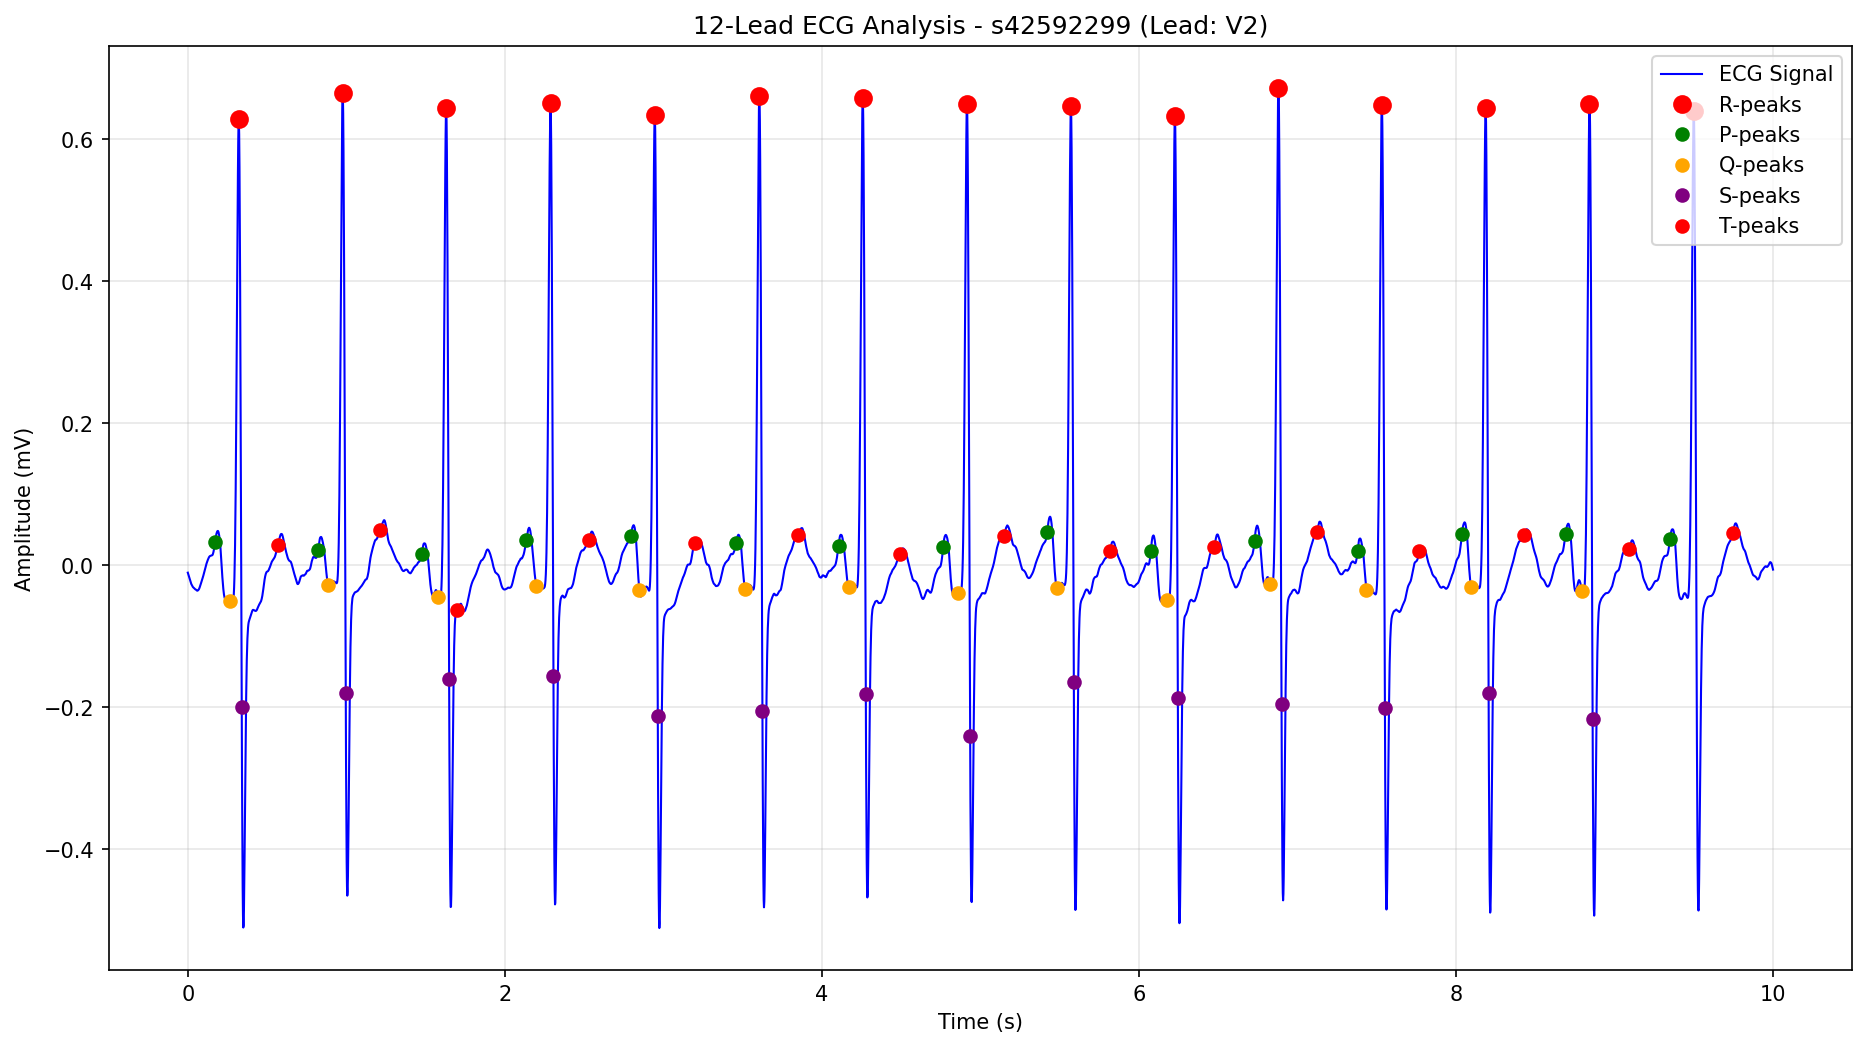 12-Lead ECG Analysis - s42592299 (Lead: V2)
ECG Signal
R-peaks
P-peaks
Q-peaks
S-peaks
T-peaks
Amplitude (mV)
0.6
0.4
0.2
0.0
−0.2
−0.4
0 2 4 6 8 10
Time (s)